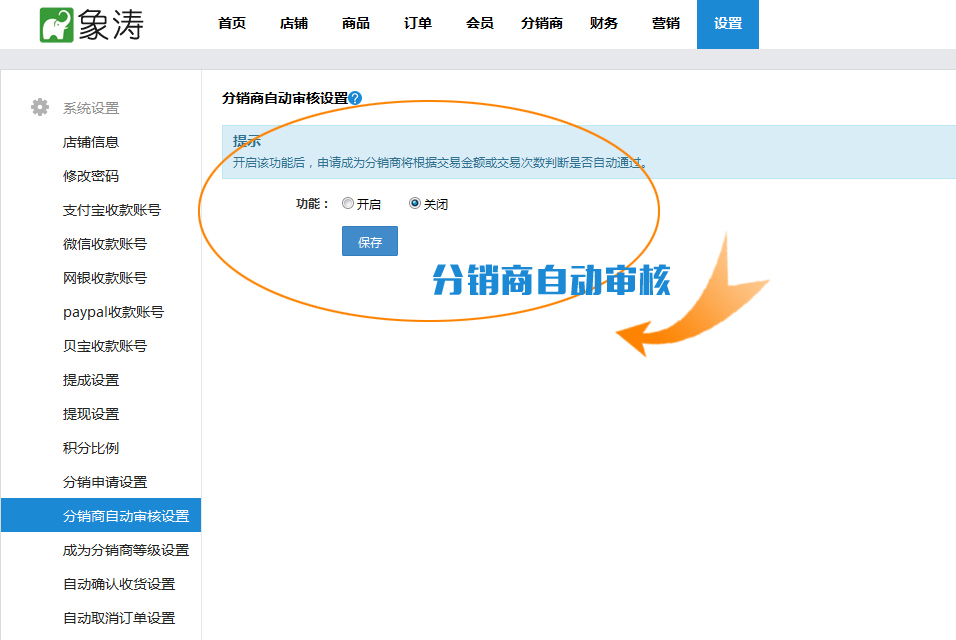 象涛
首页 店铺 商品 订单 会员 分销商 财务 营销 设置
系统设置
店铺信息
修改密码
支付宝收款账号
微信收款账号
网银收款账号
paypal收款账号
贝宝收款账号
提成设置
提现设置
积分比例
分销申请设置
分销商自动审核设置
成为分销商等级设置
自动确认收货设置
自动取消订单设置
分销商自动审核设置?
提示
开启该功能后，申请成为分销商将根据交易金额或交易次数判断是否自动通过。
功能： 开启 关闭
保存
分销商自动审核